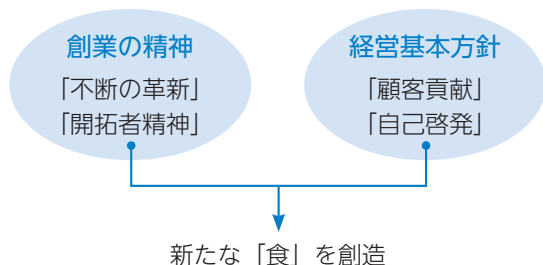 創業の精神
「不断の革新」
「開拓者精神」
経営基本方針
「顧客貢献」
「自己啓発」
新たな「食」を創造